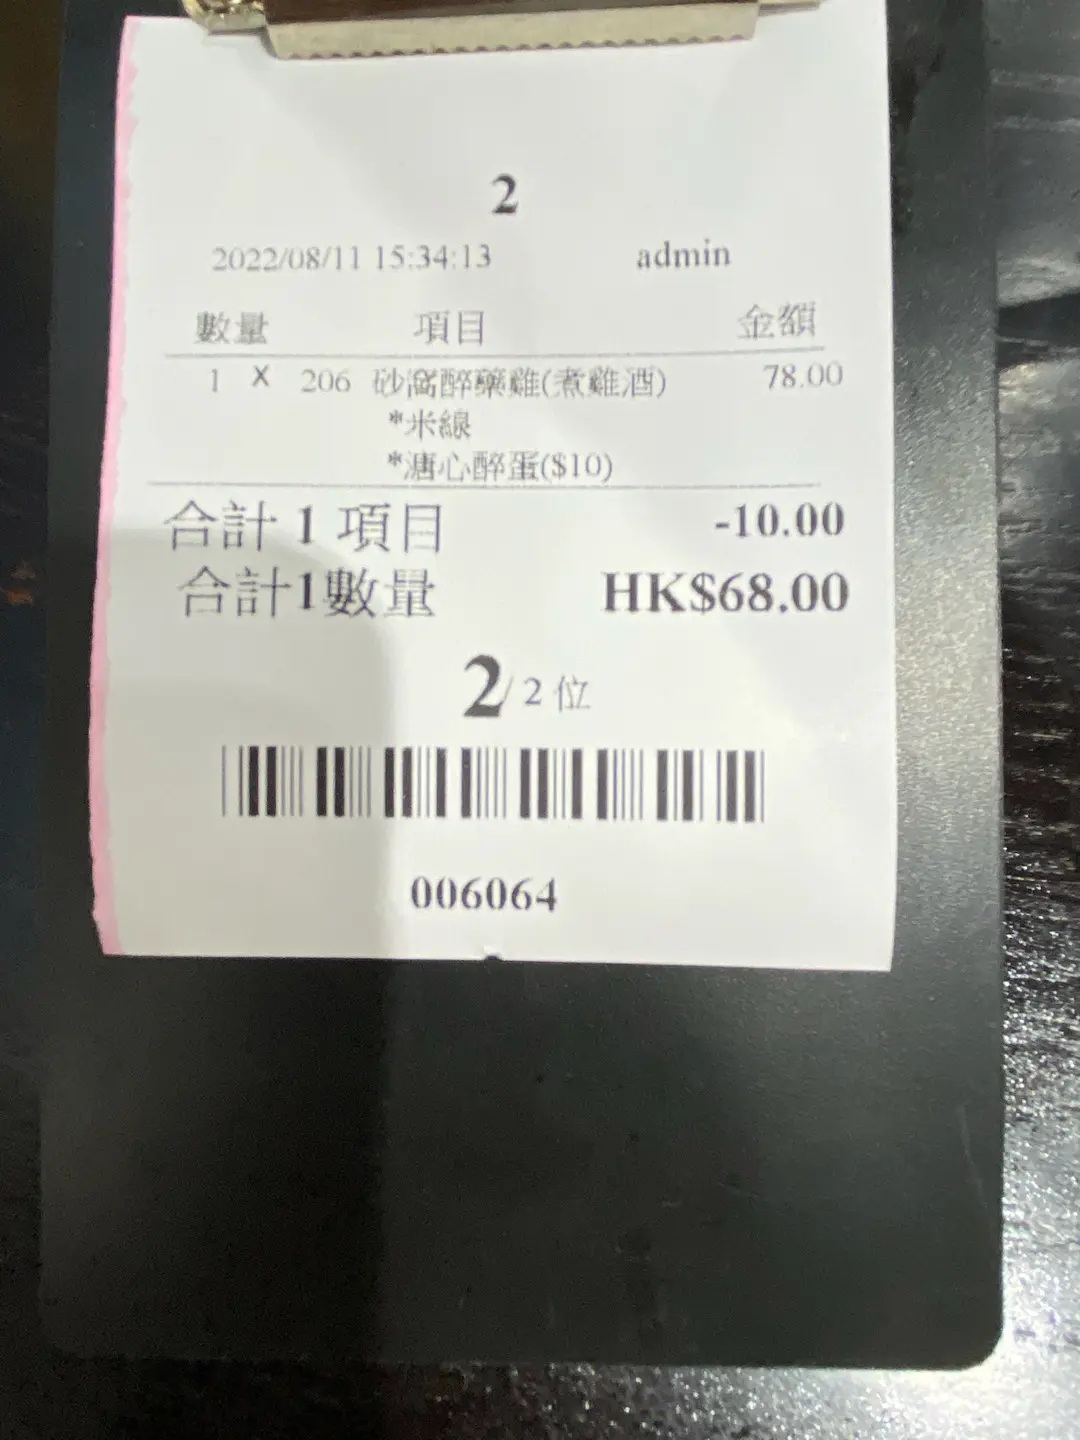 2
2022/08/11 15:34:13 admin
數量 項目 金額
1 X 206 砂窩醉藥雞(煮雞酒) 78.00
*米線
*溏心醉蛋($10)
合計 1 項目 -10.00
合計1數量 HK$68.00
2/ 2 位
006064